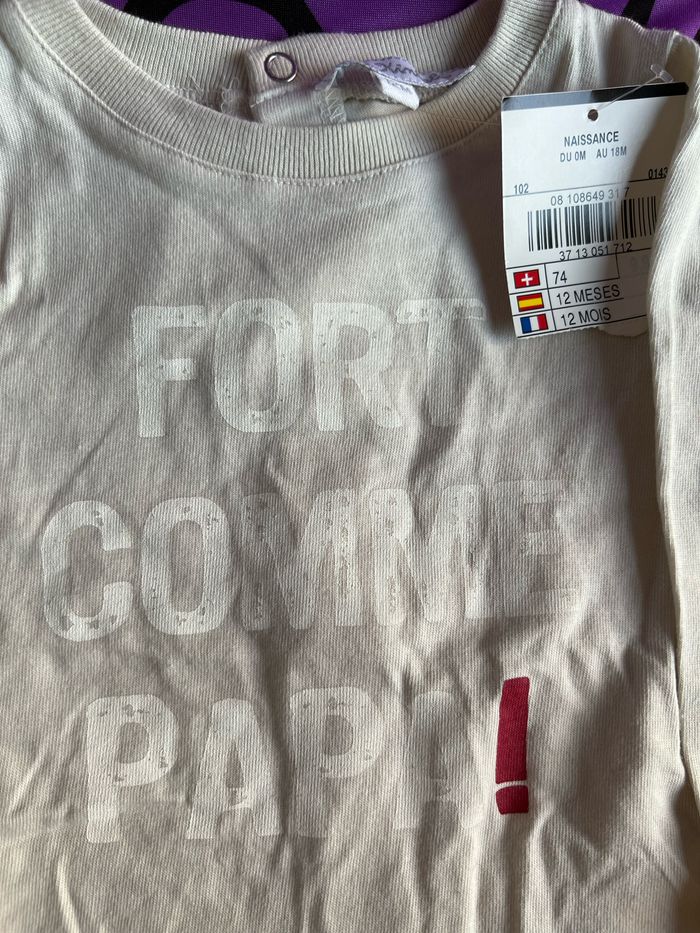 NAISSANCE
DU 0M AU 18M
102 0143
08 108649 31 7
37 13 051 712
74
12 MESES
12 MOIS
FORT
COMME
PAPA!